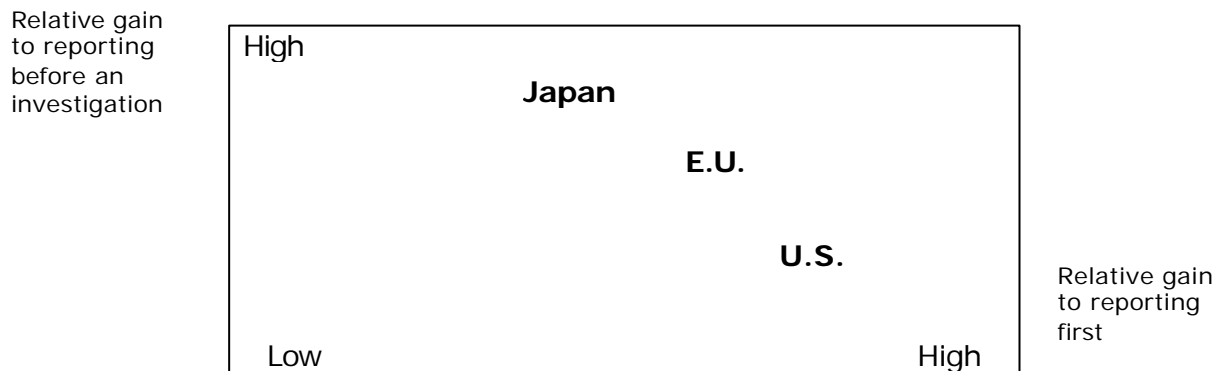 Relative gain
to reporting
before an
investigation
High
Japan
E.U.
U.S.
Relative gain
to reporting
first
Low High